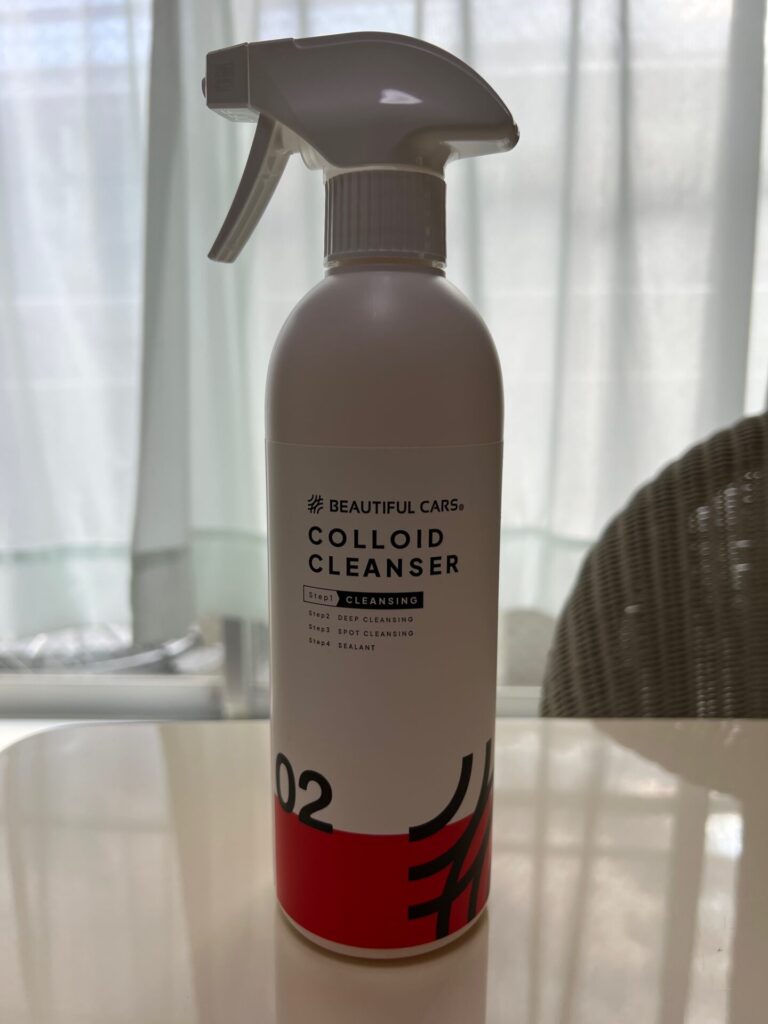 BEAUTIFUL CARS®
COLLOID
CLEANSER
Step1 CLEANSING
Step2 DEEP CLEANSING
Step3 SPOT CLEANSING
Step4 SEALANT
02